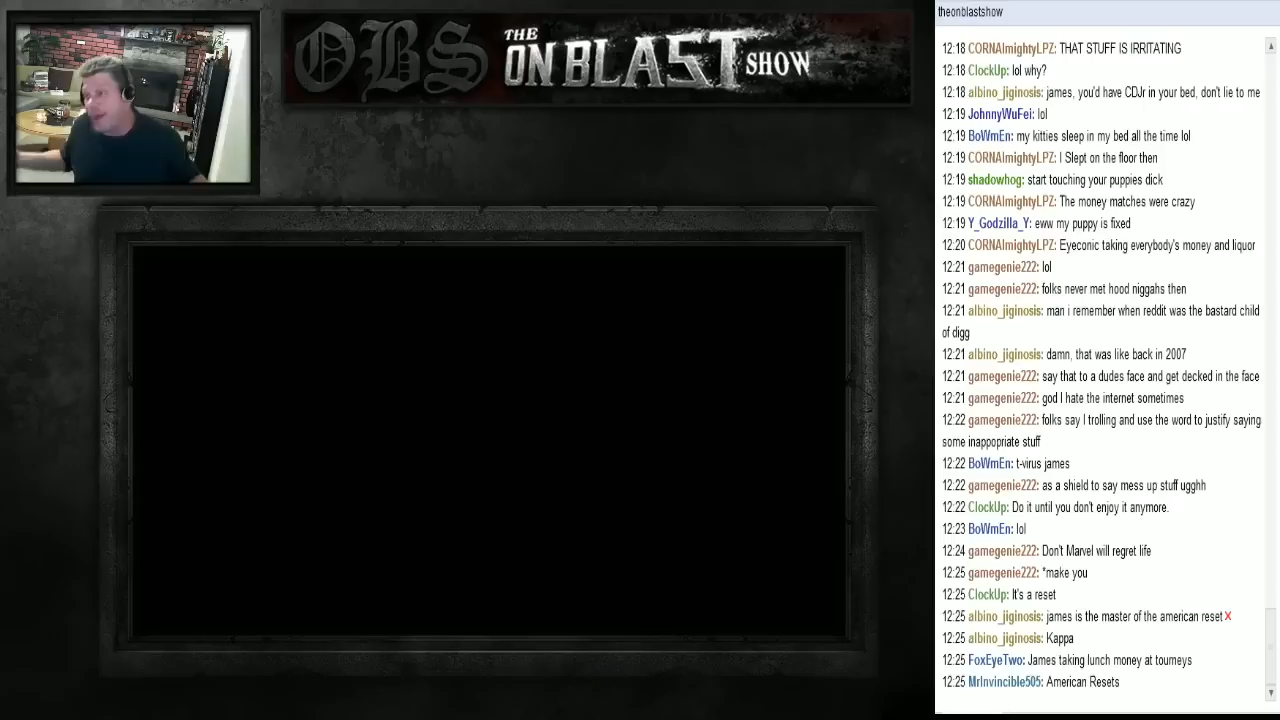 OBS
THE
ON BLAST SHOW
theonblastshow
12:18 CORNAlmightyLPZ: THAT STUFF IS IRRITATING
12:18 ClockUp: lol why?
12:18 albino_jiginosis: james, you'd have CDJr in your bed, don't lie to me
12:19 JohnnyWuFei: lol
12:19 BoWmEn: my kitties sleep in my bed all the time lol
12:19 CORNAlmightyLPZ: I Slept on the floor then
12:19 shadowhog: start touching your puppies dick
12:19 CORNAlmightyLPZ: The money matches were crazy
12:19 Y_Godzilla_Y: eww my puppy is fixed
12:20 CORNAlmightyLPZ: Eyeconic taking everybody's money and liquor
12:21 gamegenie222: lol
12:21 gamegenie222: folks never met hood niggahs then
12:21 albino_jiginosis: man i remember when reddit was the bastard child
of digg
12:21 albino_jiginosis: damn, that was like back in 2007
12:21 gamegenie222: say that to a dudes face and get decked in the face
12:21 gamegenie222: god I hate the internet sometimes
12:22 gamegenie222: folks say I trolling and use the word to justify saying
some inappopriate stuff
12:22 BoWmEn: t-virus james
12:22 gamegenie222: as a shield to say mess up stuff ugghh
12:22 ClockUp: Do it until you don't enjoy it anymore.
12:23 BoWmEn: lol
12:24 gamegenie222: Don't Marvel will regret life
12:25 gamegenie222: *make you
12:25 ClockUp: It's a reset
12:25 albino_jiginosis: james is the master of the american reset X
12:25 albino_jiginosis: Kappa
12:25 FoxEyeTwo: James taking lunch money at tourneys
12:25 MrInvincible505: American Resets